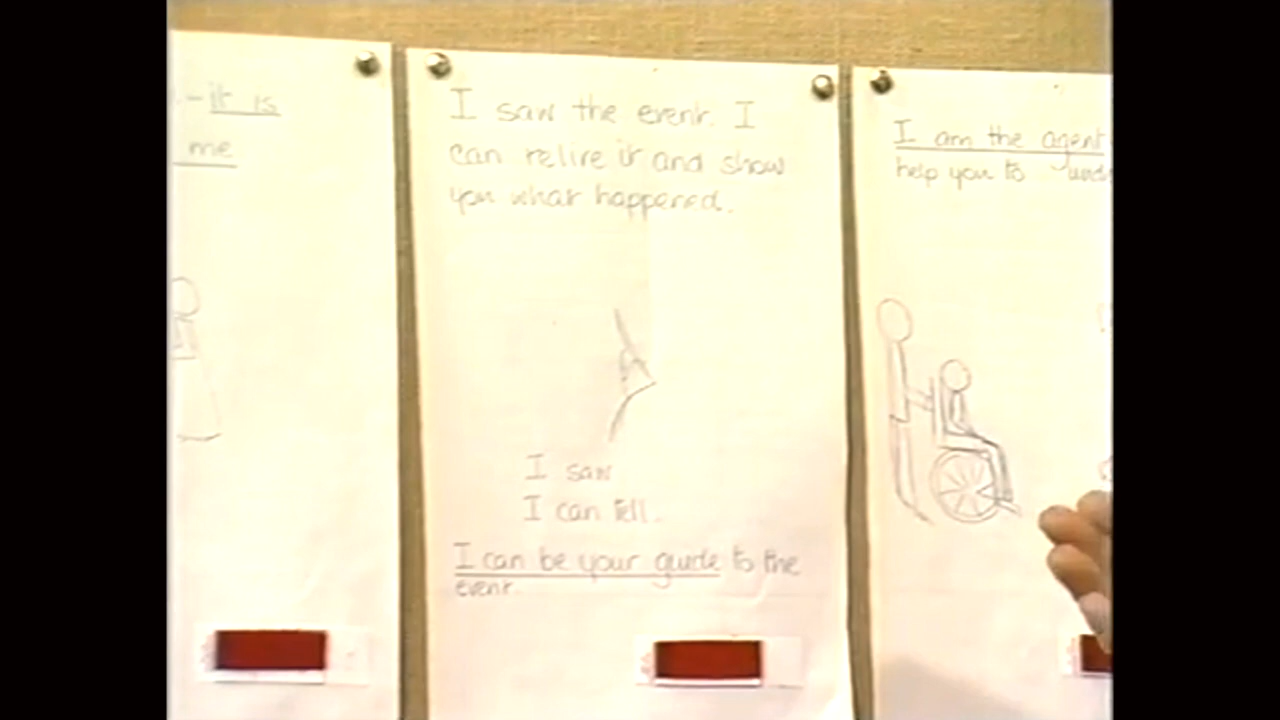 it is
me
I saw the event. I
can relive it and show
you what happened.
I saw
I can tell.
I can be your guide to the
event.
I am the agent
help you to